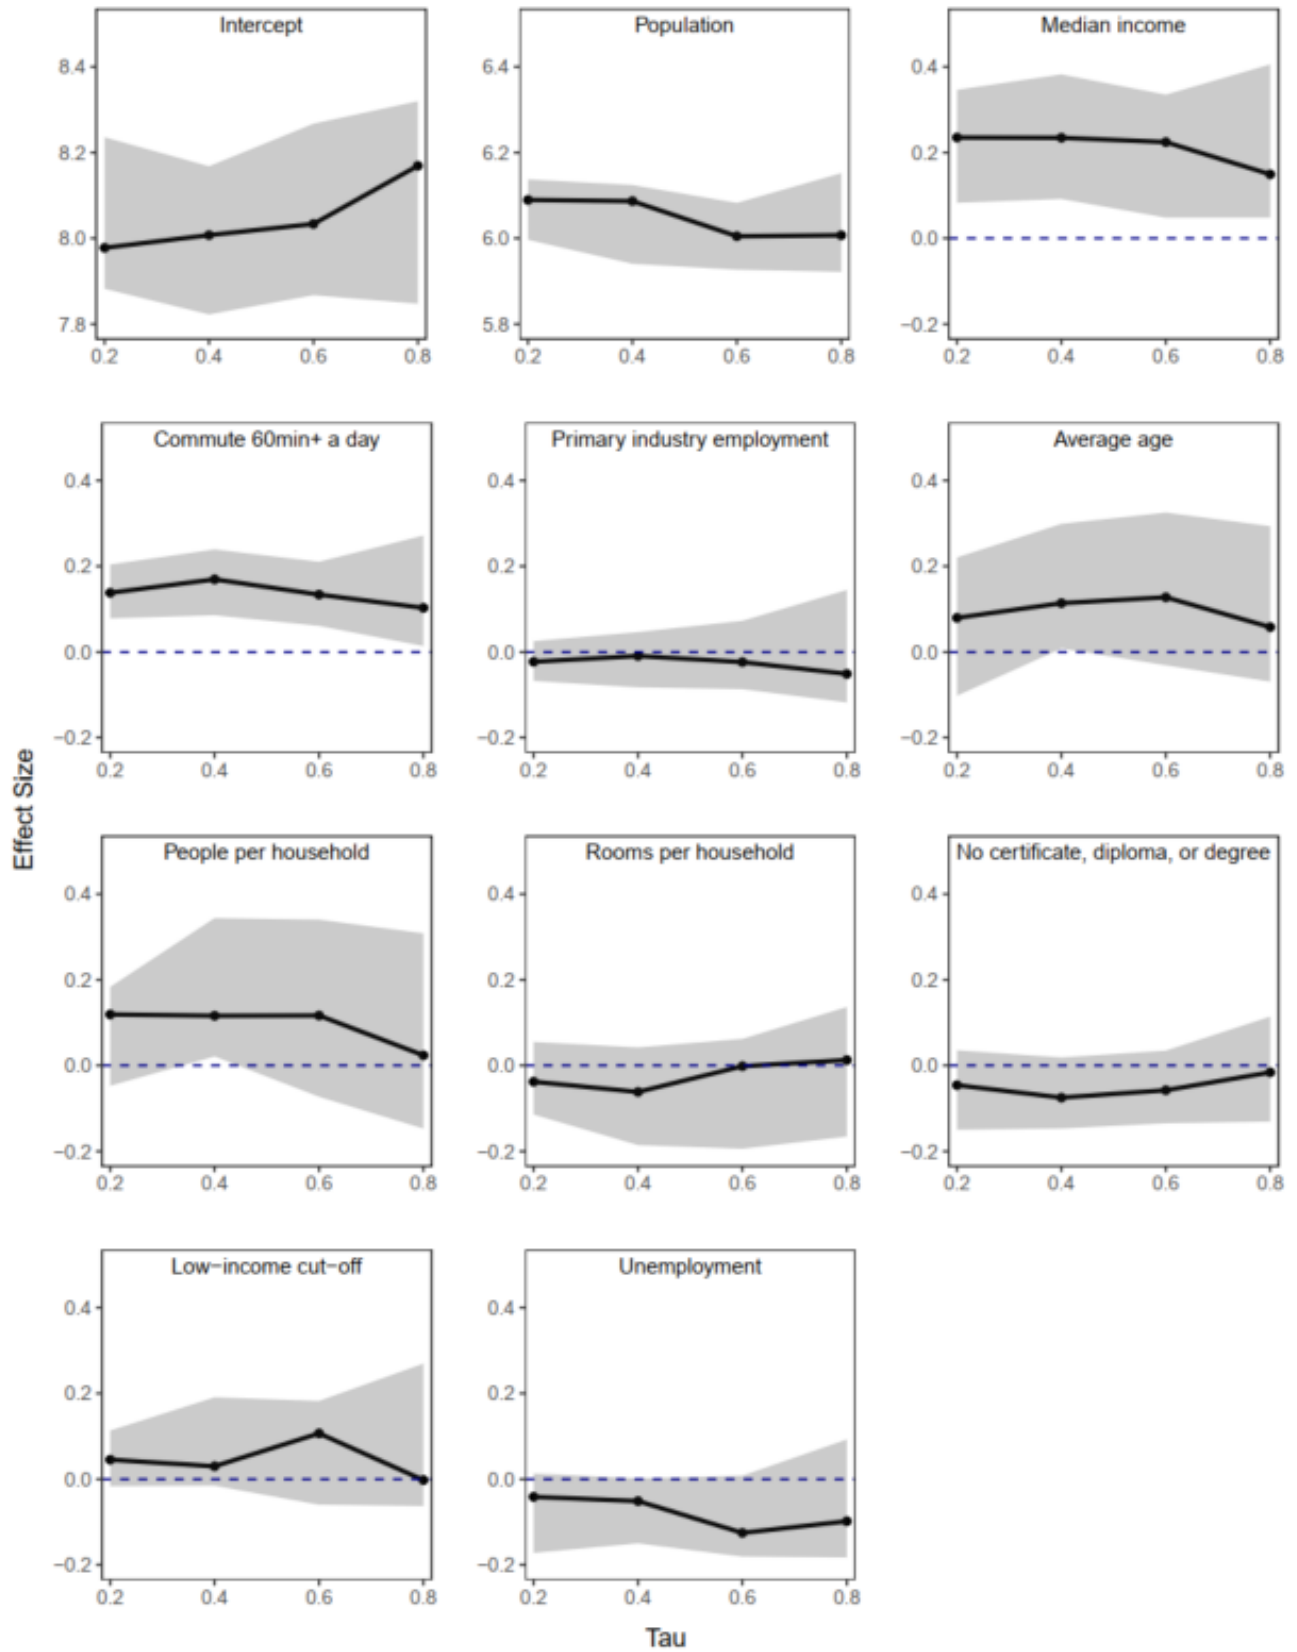 Intercept
8.4
8.2
8.0
7.8
0.2 0.4 0.6 0.8
Population
6.4
6.2
6.0
5.8
0.2 0.4 0.6 0.8
Median income
0.4
0.2
0.0
−0.2
0.2 0.4 0.6 0.8
Commute 60min+ a day
0.4
0.2
0.0
−0.2
0.2 0.4 0.6 0.8
Primary industry employment
0.4
0.2
0.0
−0.2
0.2 0.4 0.6 0.8
Average age
0.4
0.2
0.0
−0.2
0.2 0.4 0.6 0.8
Effect Size
People per household
0.4
0.2
0.0
−0.2
0.2 0.4 0.6 0.8
Rooms per household
0.4
0.2
0.0
−0.2
0.2 0.4 0.6 0.8
No certificate, diploma, or degree
0.4
0.2
0.0
−0.2
0.2 0.4 0.6 0.8
Low−income cut−off
0.4
0.2
0.0
−0.2
0.2 0.4 0.6 0.8
Unemployment
0.4
0.2
0.0
−0.2
0.2 0.4 0.6 0.8
Tau